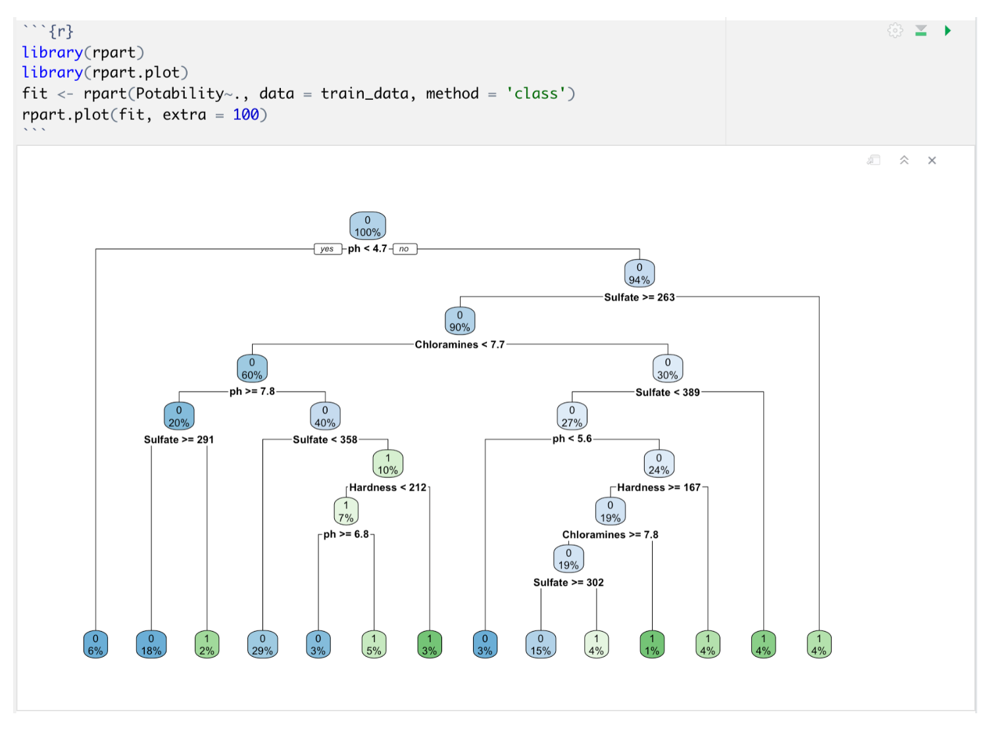 ```{r}
library(rpart)
library(rpart.plot)
fit <- rpart(Potability~., data = train_data, method = 'class')
rpart.plot(fit, extra = 100)
```
0
100%
yes ph < 4.7 no
0
94%
Sulfate >= 263
0
90%
Chloramines < 7.7
0 0
60% 30%
ph >= 7.8 Sulfate < 389
0 0 0
20% 40% 27%
Sulfate >= 291 Sulfate < 358 ph < 5.6
1 0
10% 24%
Hardness < 212 Hardness >= 167
1 0
7% 19%
ph >= 6.8 Chloramines >= 7.8
0
19%
Sulfate >= 302
0 0 1 0 0 1 1 0 0 1 1 1 1 1
6% 18% 2% 29% 3% 5% 3% 3% 15% 4% 1% 4% 4% 4%